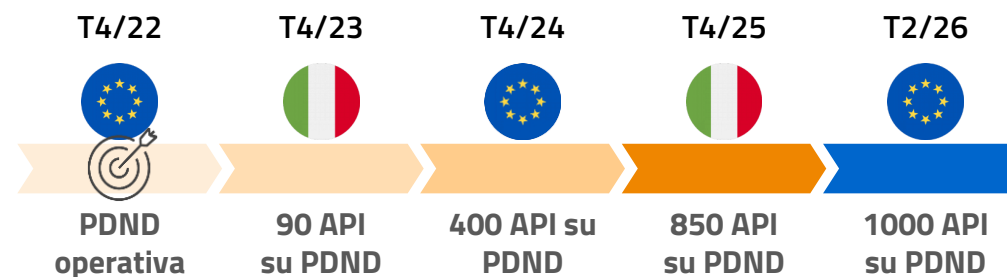 T4/22
T4/23
T4/24
T4/25
T2/26
PDND
operativa
90 API
su PDND
400 API su
PDND
850 API
su PDND
1000 API
su PDND